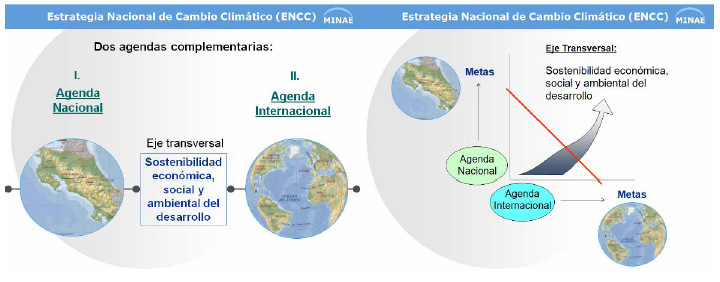 Estrategia Nacional de Cambio Climático (ENCC) MINAE
Dos agendas complementarias:
I.
Agenda
Nacional
II.
Agenda
Internacional
Eje transversal
Sostenibilidad
económica,
social y
ambiental del
desarrollo
Estrategia Nacional de Cambio Climático (ENCC) MINAE
Eje Transversal:
Sostenibilidad económica,
social y ambiental del
desarrollo
Metas
Agenda
Nacional
Agenda
Internacional
Metas